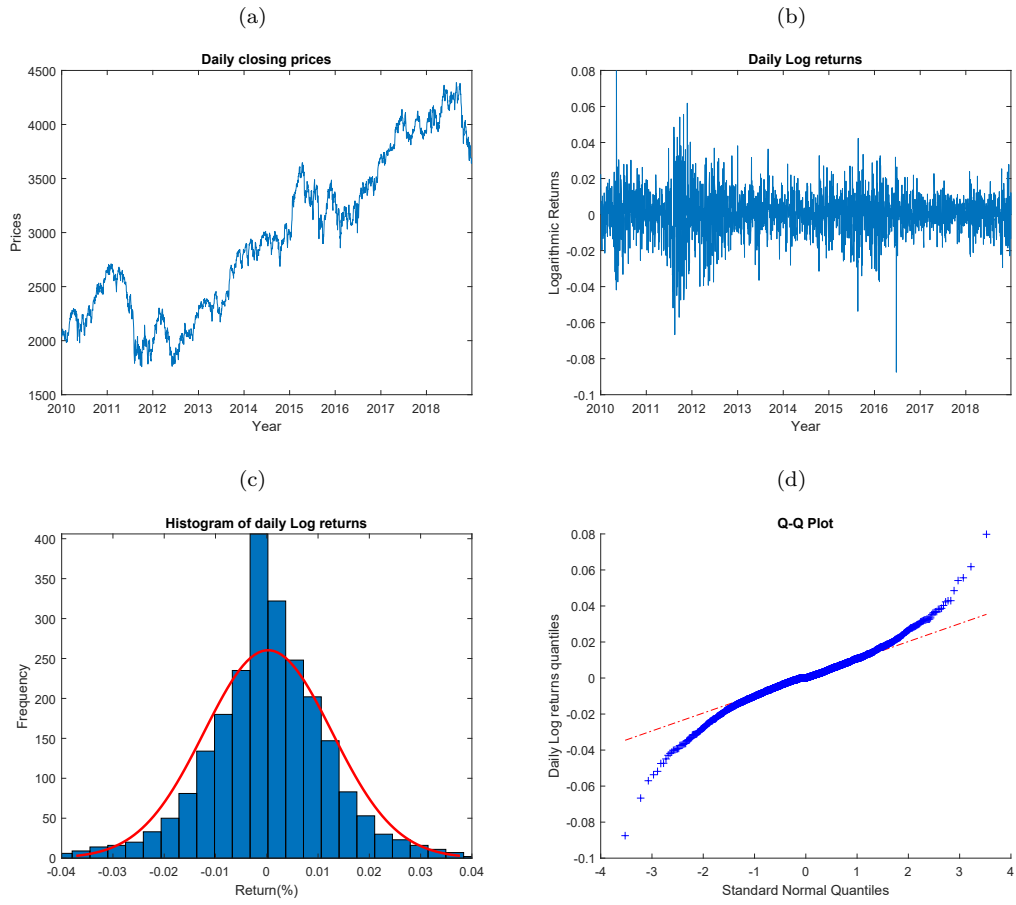 (a)
Daily closing prices
4500
4000
3500
3000
2500
2000
1500
Prices
2010 2011 2012 2013 2014 2015 2016 2017 2018
Year
(b)
Daily Log returns
0.08
0.06
0.04
0.02
0
-0.02
-0.04
-0.06
-0.08
-0.1
Logarithmic Returns
2010 2011 2012 2013 2014 2015 2016 2017 2018
Year
(c)
Histogram of daily Log returns
400
350
300
250
200
150
100
50
0
Frequency
-0.04 -0.03 -0.02 -0.01 0 0.01 0.02 0.03 0.04
Return(%)
(d)
Q-Q Plot
0.08
0.06
0.04
0.02
0
-0.02
-0.04
-0.06
-0.08
-0.1
Daily Log returns quantiles
-4 -3 -2 -1 0 1 2 3 4
Standard Normal Quantiles